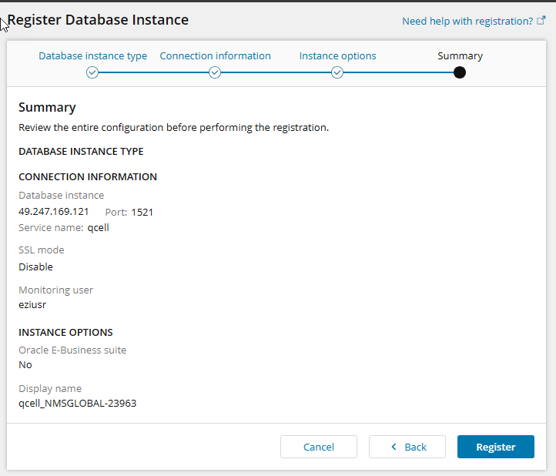 Register Database Instance
Need help with registration?
Database instance type
Connection information
Instance options
Summary
Summary
Review the entire configuration before performing the registration.
DATABASE INSTANCE TYPE
CONNECTION INFORMATION
Database instance
49.247.169.121 Port: 1521
Service name: qcell
SSL mode
Disable
Monitoring user
eziusr
INSTANCE OPTIONS
Oracle E-Business suite
No
Display name
qcell_NMSGLOBAL-23963
Cancel
Back
Register